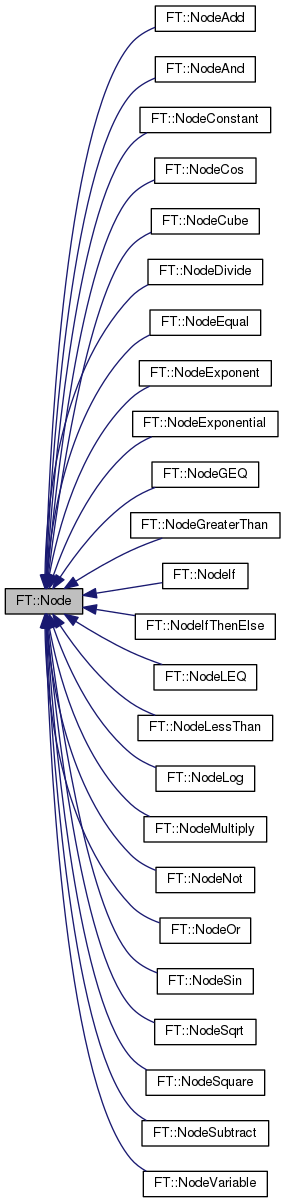 FT::NodeAdd
FT::NodeAnd
FT::NodeConstant
FT::NodeCos
FT::NodeCube
FT::NodeDivide
FT::NodeEqual
FT::NodeExponent
FT::NodeExponential
FT::NodeGEQ
FT::NodeGreaterThan
FT::NodeIf
FT::Node
FT::NodeIfThenElse
FT::NodeLEQ
FT::NodeLessThan
FT::NodeLog
FT::NodeMultiply
FT::NodeNot
FT::NodeOr
FT::NodeSin
FT::NodeSqrt
FT::NodeSquare
FT::NodeSubtract
FT::NodeVariable